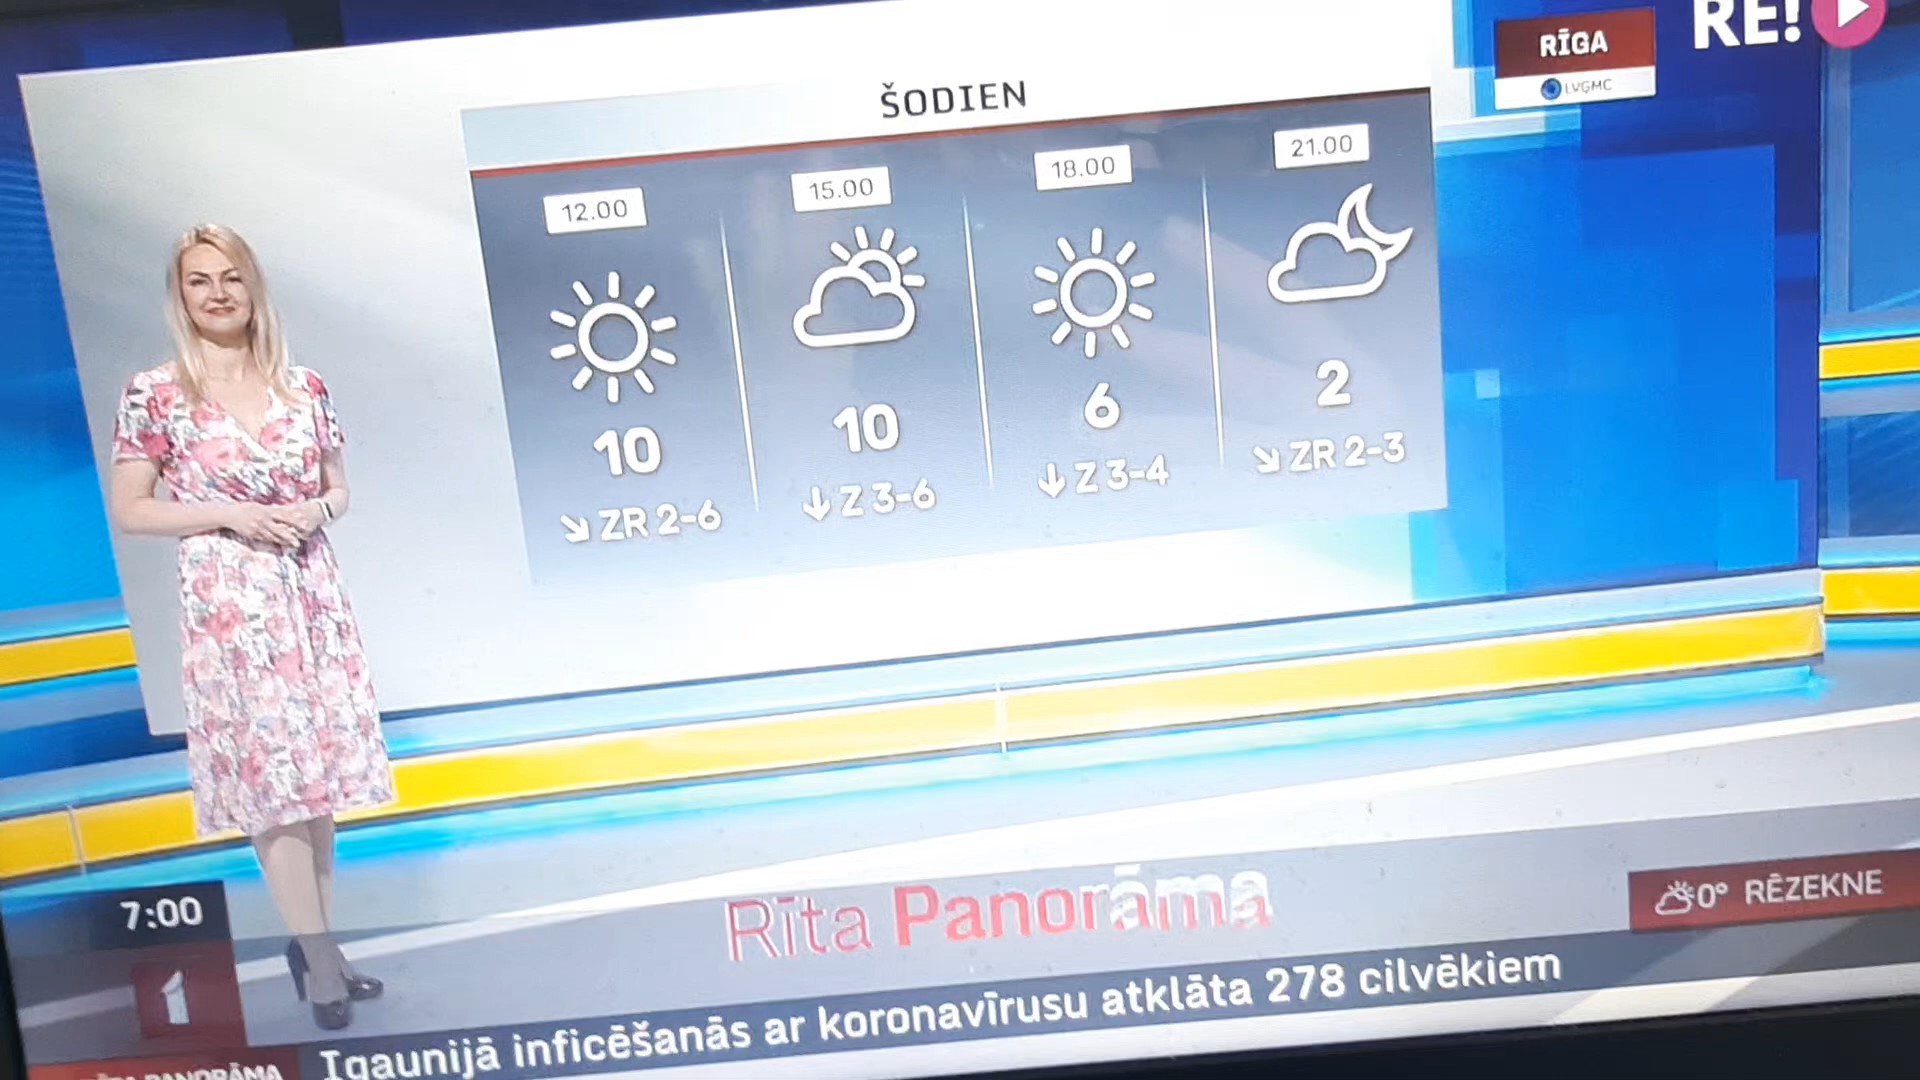 RE!
RĪGA
LVĢMC
ŠODIEN
12.00
15.00
18.00
21.00
10
10
6
2
ZR 2-6
Z 3-6
Z 3-4
ZR 2-3
7:00
1
Rīta Panorāma
0° RĒZEKNE
Igaunijā inficēšanās ar koronavīrusu atklāta 278 cilvēkiem
RĪTA PANORĀMA